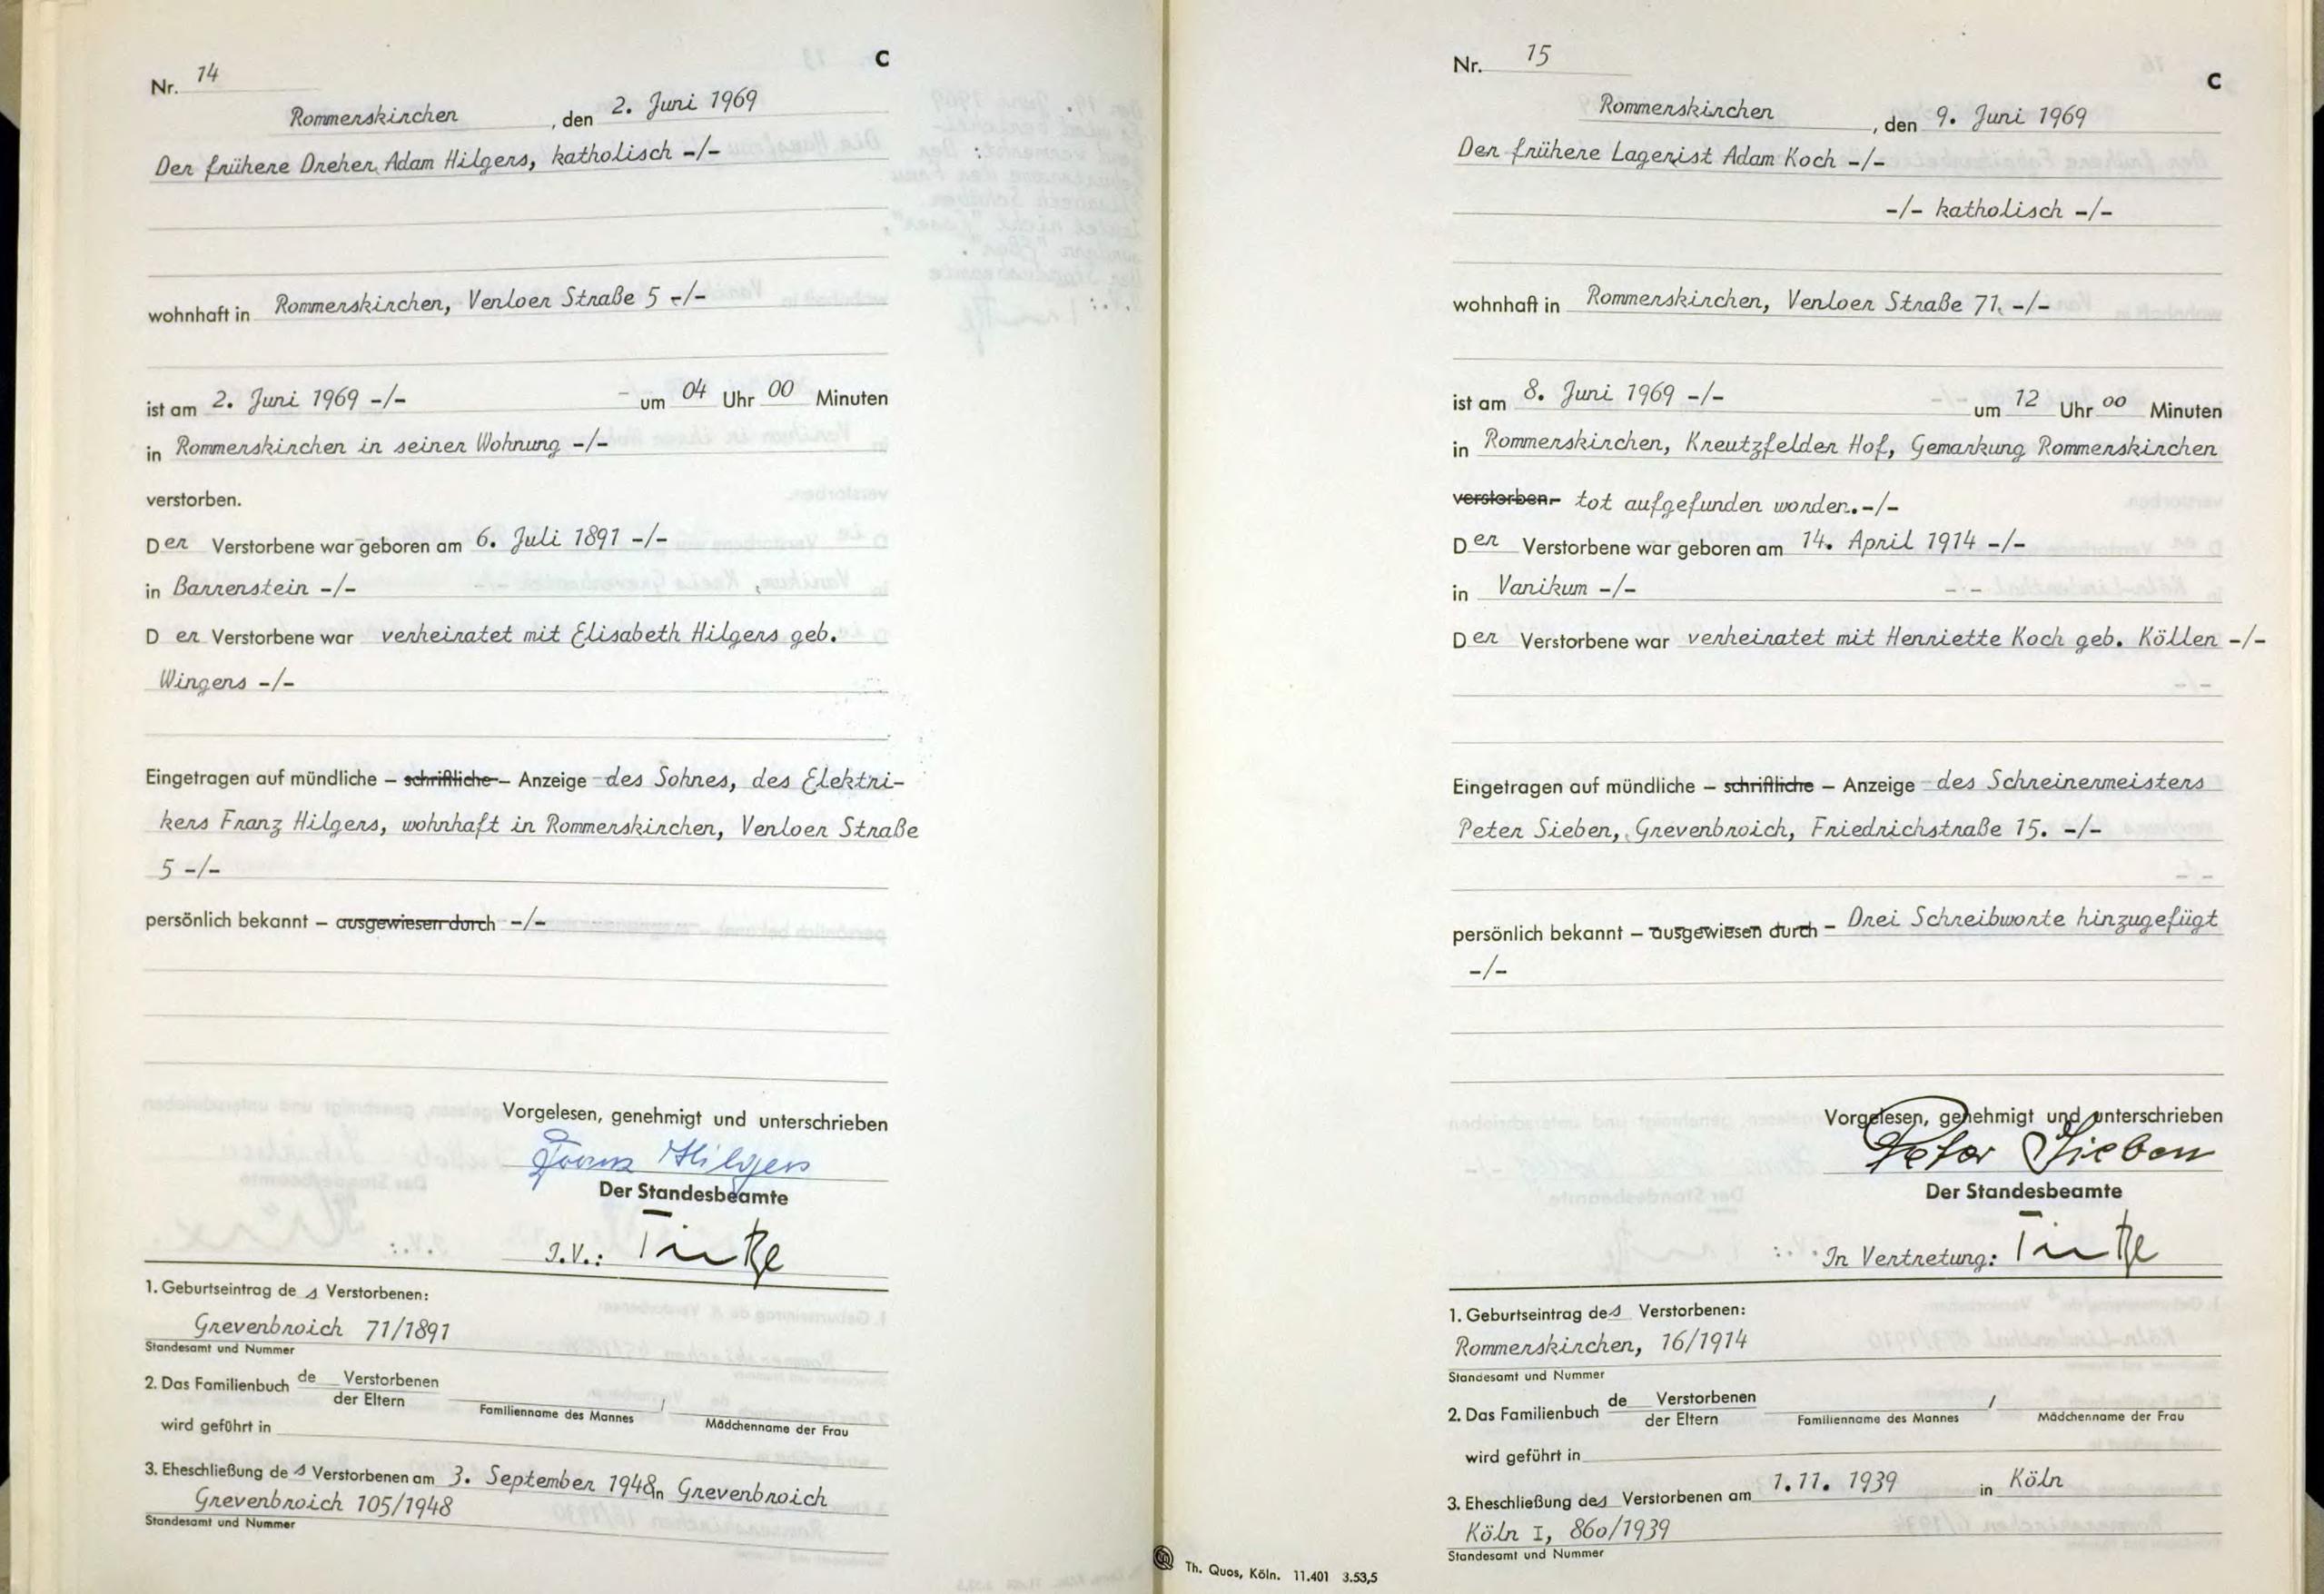 Nr. 14
C
Rommerskirchen, den 2. Juni 1969
Der frühere Dreher Adam Hilgers, katholisch -/-
wohnhaft in Rommerskirchen, Venloer Straße 5 -/-
ist am 2. Juni 1969 -/- - um 04 Uhr 00 Minuten
in Rommerskirchen in seiner Wohnung -/-
verstorben.
Der Verstorbene war geboren am 6. Juli 1891 -/-
in Barrenstein -/-
Der Verstorbene war verheiratet mit Elisabeth Hilgers geb.
Wingers -/-
Eingetragen auf mündliche – schriftliche – Anzeige des Sohnes, des Elektri-
kers Franz Hilgers, wohnhaft in Rommerskirchen, Venloer Straße
5 -/-
persönlich bekannt – ausgewiesen durch -/-
Vorgelesen, genehmigt und unterschrieben
Franz Hilgers
Der Standesbeamte
J.V.:
1. Geburtseintrag des Verstorbenen:
Grevenbroich 71/1891
Standesamt und Nummer
2. Das Familienbuch de Verstorbenen
der Eltern
Familienname des Mannes / Mädchenname der Frau
wird geführt in
3. Eheschließung des Verstorbenen am 3. September 1948 in Grevenbroich
Grevenbroich 105/1948
Standesamt und Nummer
Nr. 15
C
Rommerskirchen, den 9. Juni 1969
Der frühere Lagerist Adam Koch -/-
-/- katholisch -/-
wohnhaft in Rommerskirchen, Venloer Straße 71. -/-
ist am 8. Juni 1969 -/- um 12 Uhr 00 Minuten
in Rommerskirchen, Kreutzfelder Hof, Gemarkung Rommerskirchen
verstorben. tot aufgefunden worden. -/-
Der Verstorbene war geboren am 14. April 1914 -/-
in Vanikum -/-
Der Verstorbene war verheiratet mit Henriette Koch geb. Köllen -/-
Eingetragen auf mündliche – schriftliche – Anzeige des Schreinermeisters
Peter Sieben, Grevenbroich, Friedrichstraße 15. -/-
persönlich bekannt – ausgewiesen durch - Drei Schreibworte hinzugefügt
-/-
Vorgelesen, genehmigt und unterschrieben
Peter Sieben
Der Standesbeamte
In Vertretung:
1. Geburtseintrag des Verstorbenen:
Rommerskirchen, 16/1914
Standesamt und Nummer
2. Das Familienbuch de Verstorbenen
der Eltern
Familienname des Mannes / Mädchenname der Frau
wird geführt in
3. Eheschließung des Verstorbenen am 1.11.1939 in Köln
Köln I, 860/1939
Standesamt und Nummer
Th. Quos, Köln. 11.401 3.53,5